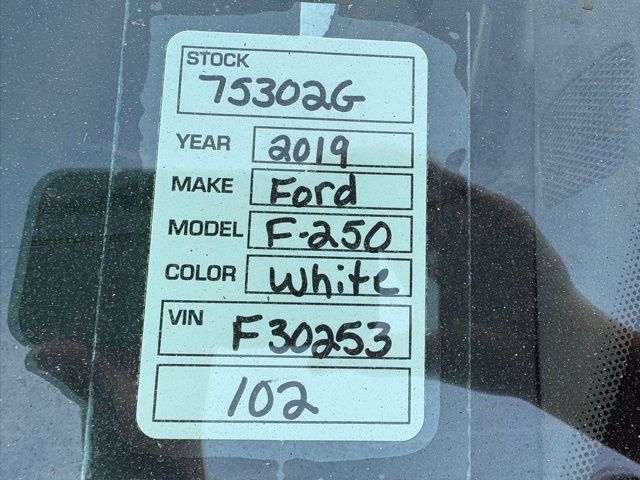 STOCK
75302G
YEAR 2019
MAKE Ford
MODEL F-250
COLOR White
VIN F30253
102